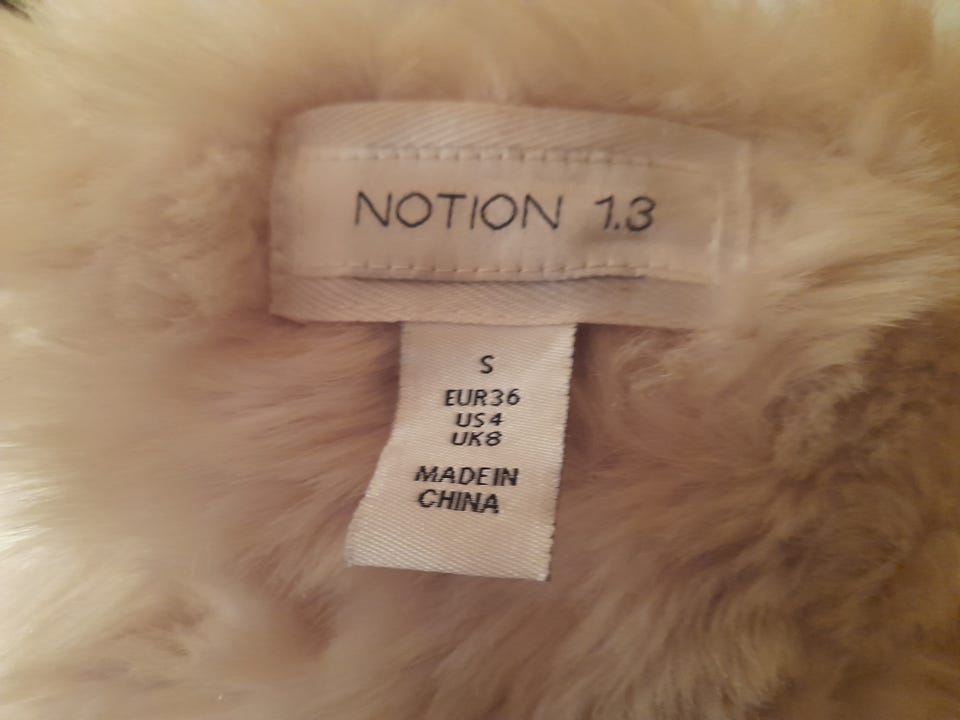 NOTION 1.3
S
EUR36
US4
UK8
MADE IN
CHINA